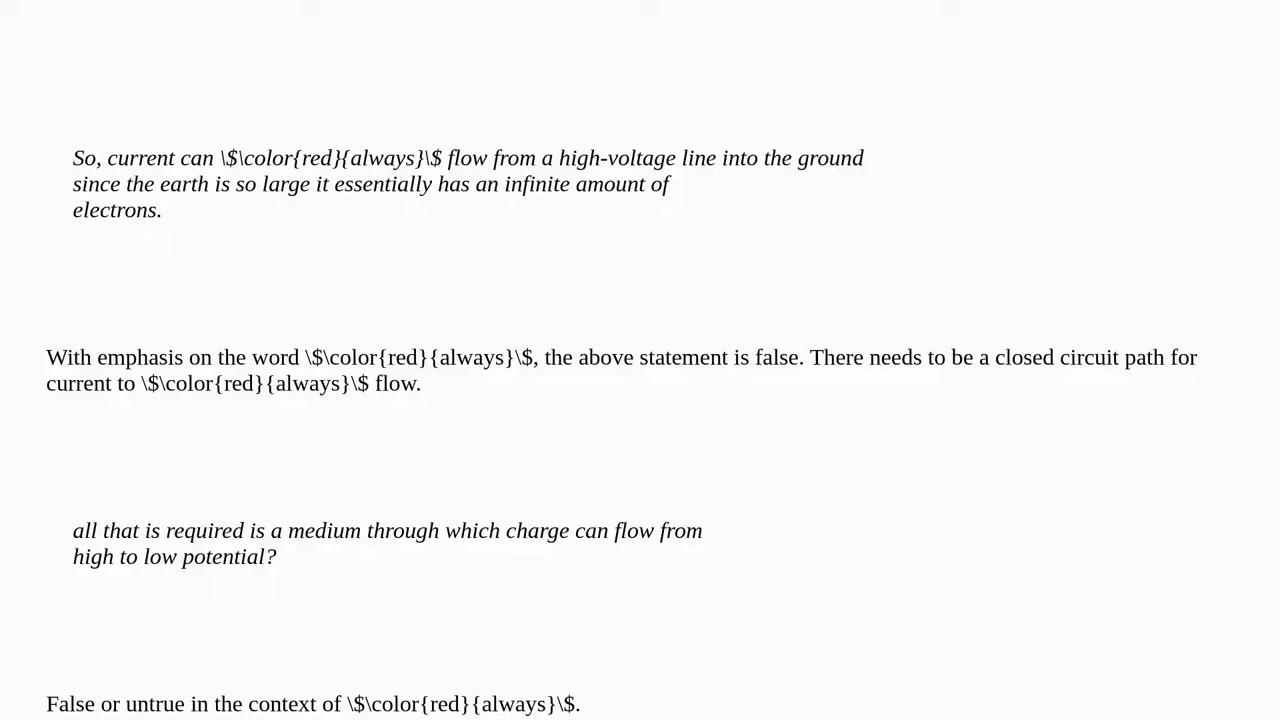 So, current can \$\color{red}{always}\$ flow from a high-voltage line into the ground
since the earth is so large it essentially has an infinite amount of
electrons.
With emphasis on the word \$\color{red}{always}\$, the above statement is false. There needs to be a closed circuit path for
current to \$\color{red}{always}\$ flow.
all that is required is a medium through which charge can flow from
high to low potential?
False or untrue in the context of \$\color{red}{always}\$.